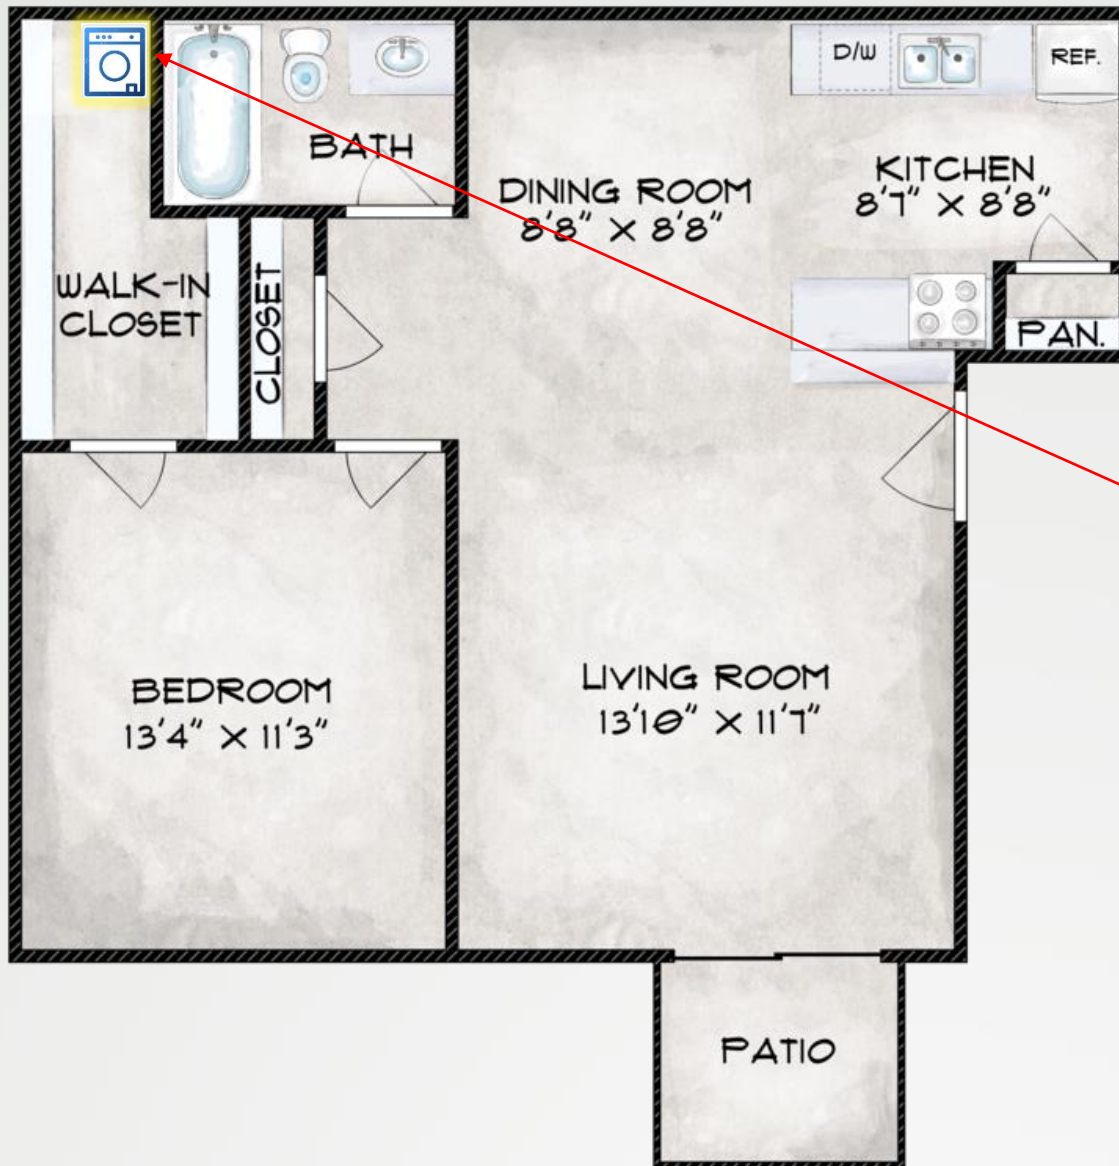 BATH
DINING ROOM
8'8" X 8'8"
D/W
REF.
KITCHEN
8'7" X 8'8"
WALK-IN
CLOSET
CLOSET
PAN.
BEDROOM
13'4" X 11'3"
LIVING ROOM
13'10" X 11'7"
PATIO